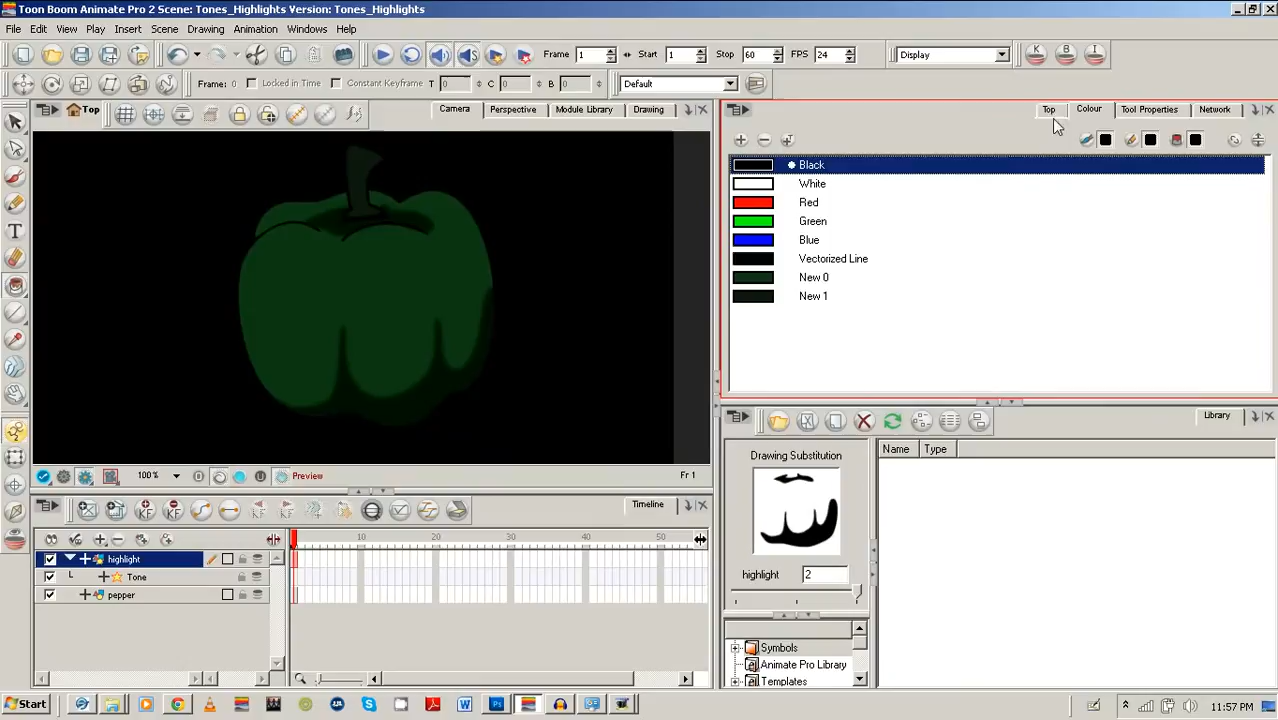 Toon Boom Animate Pro 2 Scene: Tones_Highlights Version: Tones_Highlights
File Edit View Play Insert Scene Drawing Animation Windows Help
Frame 1 Start 1 Stop 60 FPS 24 Display K B I
Frame: 0 Locked in Time Constant Keyframe T 0 C 0 B 0 Default
Top Camera Perspective Module Library Drawing
Top Colour Tool Properties Network
Black
White
Red
Green
Blue
Vectorized Line
New 0
New 1
100% Preview Fr 1
Library
Name Type
Drawing Substitution
highlight 2
Symbols
Animate Pro Library
Templates
Timeline
10 20 30 40 50
highlight
Tone
pepper
Start 11:57 PM